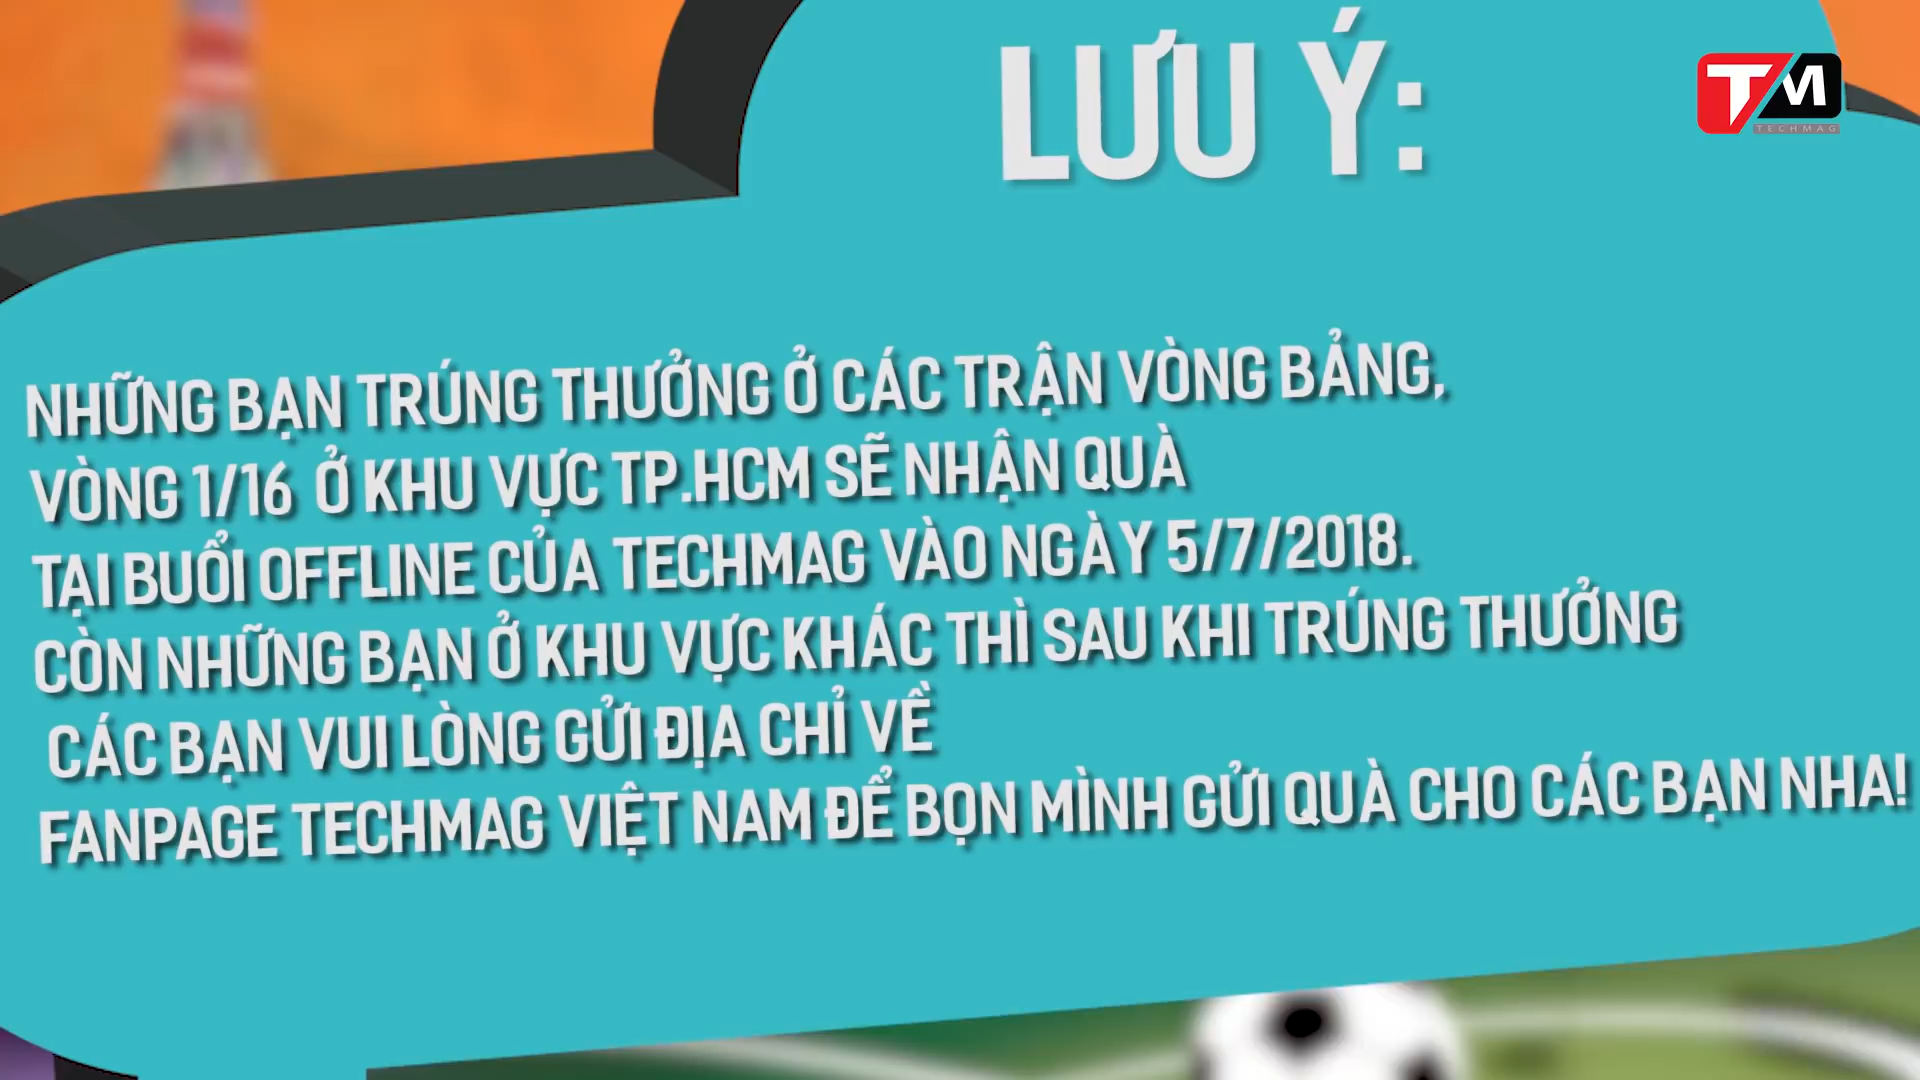 LƯU Ý:
TM
TECHMAG
NHỮNG BẠN TRÚNG THƯỞNG Ở CÁC TRẬN VÒNG BẢNG,
VÒNG 1/16 Ở KHU VỰC TP.HCM SẼ NHẬN QUÀ
TẠI BUỔI OFFLINE CỦA TECHMAG VÀO NGÀY 5/7/2018.
CÒN NHỮNG BẠN Ở KHU VỰC KHÁC THÌ SAU KHI TRÚNG THƯỞNG
CÁC BẠN VUI LÒNG GỬI ĐỊA CHỈ VỀ
FANPAGE TECHMAG VIỆT NAM ĐỂ BỌN MÌNH GỬI QUÀ CHO CÁC BẠN NHA!